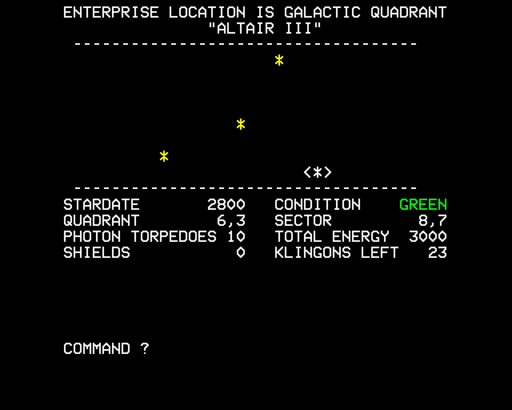 ENTERPRISE LOCATION IS GALACTIC QUADRANT
"ALTAIR III"
--------------------------------
*
*
*
<*>
--------------------------------
STARDATE 2800 CONDITION GREEN
QUADRANT 6,3 SECTOR 8,7
PHOTON TORPEDOES 10 TOTAL ENERGY 3000
SHIELDS 0 KLINGONS LEFT 23
COMMAND ?